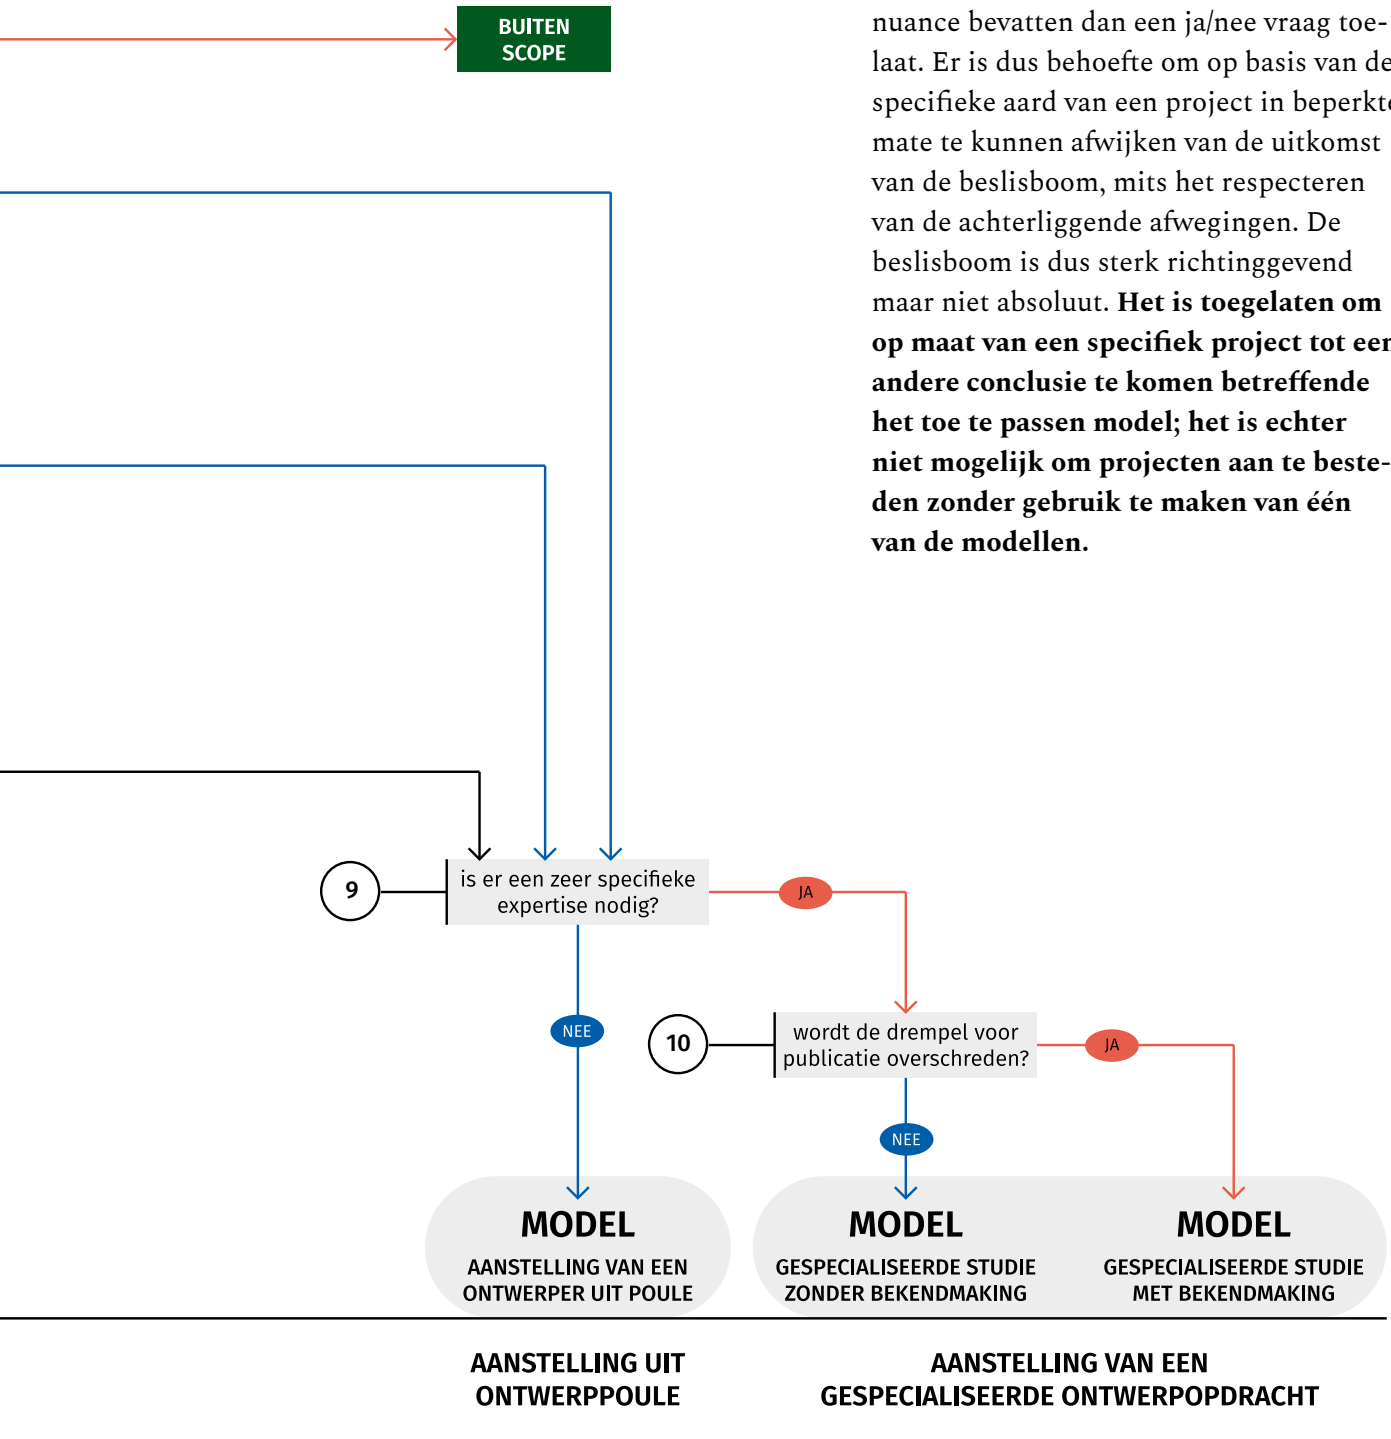 BUITEN
SCOPE
nuance bevatten dan een ja/nee vraag toe-
laat. Er is dus behoefte om op basis van de
specifieke aard van een project in beperkte
mate te kunnen afwijken van de uitkomst
van de beslisboom, mits het respecteren
van de achterliggende afwegingen. De
beslisboom is dus sterk richtinggevend
maar niet absoluut. Het is toegelaten om
op maat van een specifiek project tot een
andere conclusie te komen betreffende
het toe te passen model; het is echter
niet mogelijk om projecten aan te beste-
den zonder gebruik te maken van één
van de modellen.
9
is er een zeer specifieke
expertise nodig?
JA
NEE
10
wordt de drempel voor
publicatie overschreden?
JA
NEE
MODEL
AANSTELLING VAN EEN
ONTWERPER UIT POULE
MODEL
GESPECIALISEERDE STUDIE
ZONDER BEKENDMAKING
MODEL
GESPECIALISEERDE STUDIE
MET BEKENDMAKING
AANSTELLING UIT
ONTWERPPOULE
AANSTELLING VAN EEN
GESPECIALISEERDE ONTWERPOPDRACHT